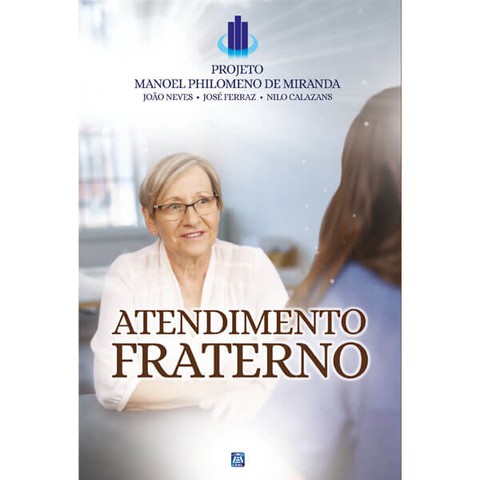 PROJETO
MANOEL PHILOMENO DE MIRANDA
JOÃO NEVES • JOSÉ FERRAZ • NILO CALAZANS
ATENDIMENTO
FRATERNO